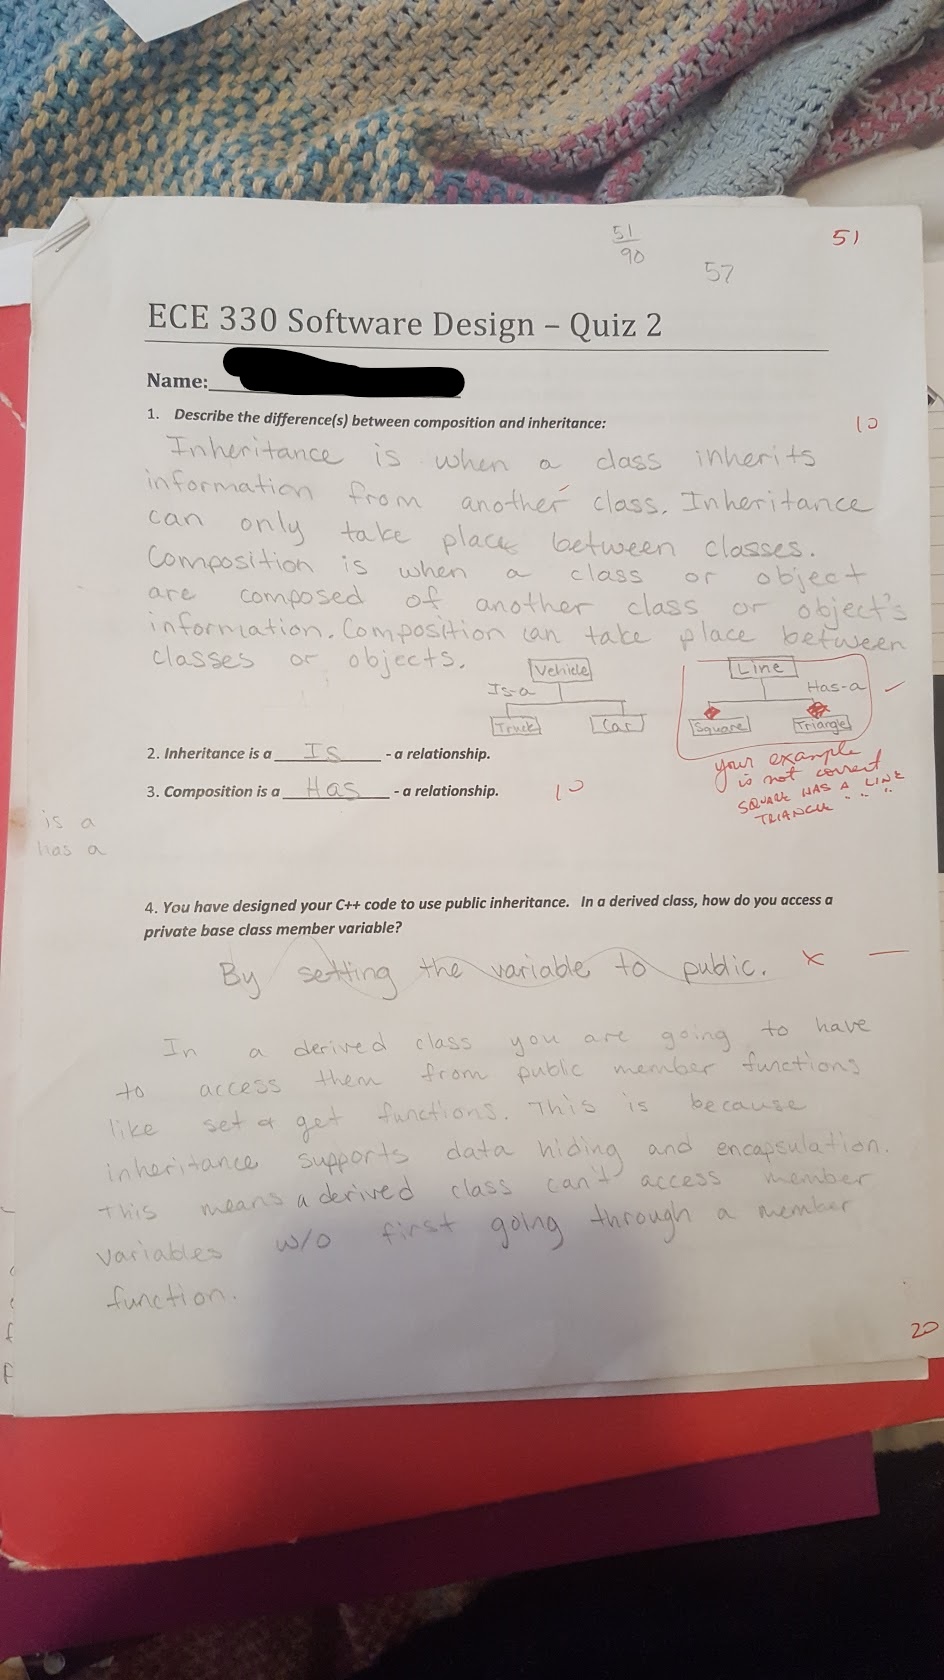 51
90
57
51
ECE 330 Software Design – Quiz 2
Name:
1. Describe the difference(s) between composition and inheritance:
10
Inheritance is when a class inherits
information from another class. Inheritance
can only take place between classes.
Composition is when a class or object
are composed of another class or object's
information. Composition can take place between
classes or objects.
Vehicle
Is-a
Truck
Car
Line
Has-a
Square
Triangle
your example
is not correct
SQUARE HAS A LINE
TRIANGLE " " "
2. Inheritance is a IS - a relationship.
3. Composition is a Has - a relationship.
10
is a
has a
4. You have designed your C++ code to use public inheritance. In a derived class, how do you access a
private base class member variable?
By setting the variable to public. x —
In a derived class you are going to have
to access them from public member functions
like set & get functions. This is because
inheritance supports data hiding and encapsulation.
This means a derived class can't access member
variables w/o first going through a member
function.
20